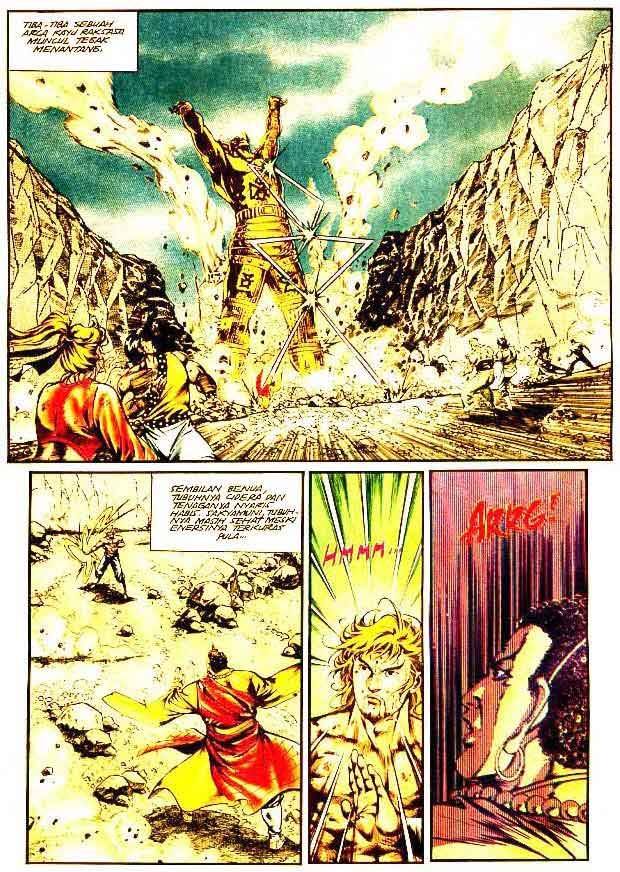 TIBA-TIBA SEBUAH
ARCA KAYU RAKSASA
MUNCUL TEGAK
MENANTANG.
SEMBILAN BENUA,
TUBUHNYA CIDERA DAN
TENAGANYA NYARIS
HABIS. SAKYAMUNI, TUBUH-
NYA MASIH SEHAT MESKI
ENERSINYA TERKURAS
PULA...
HMMM...
ARRG!